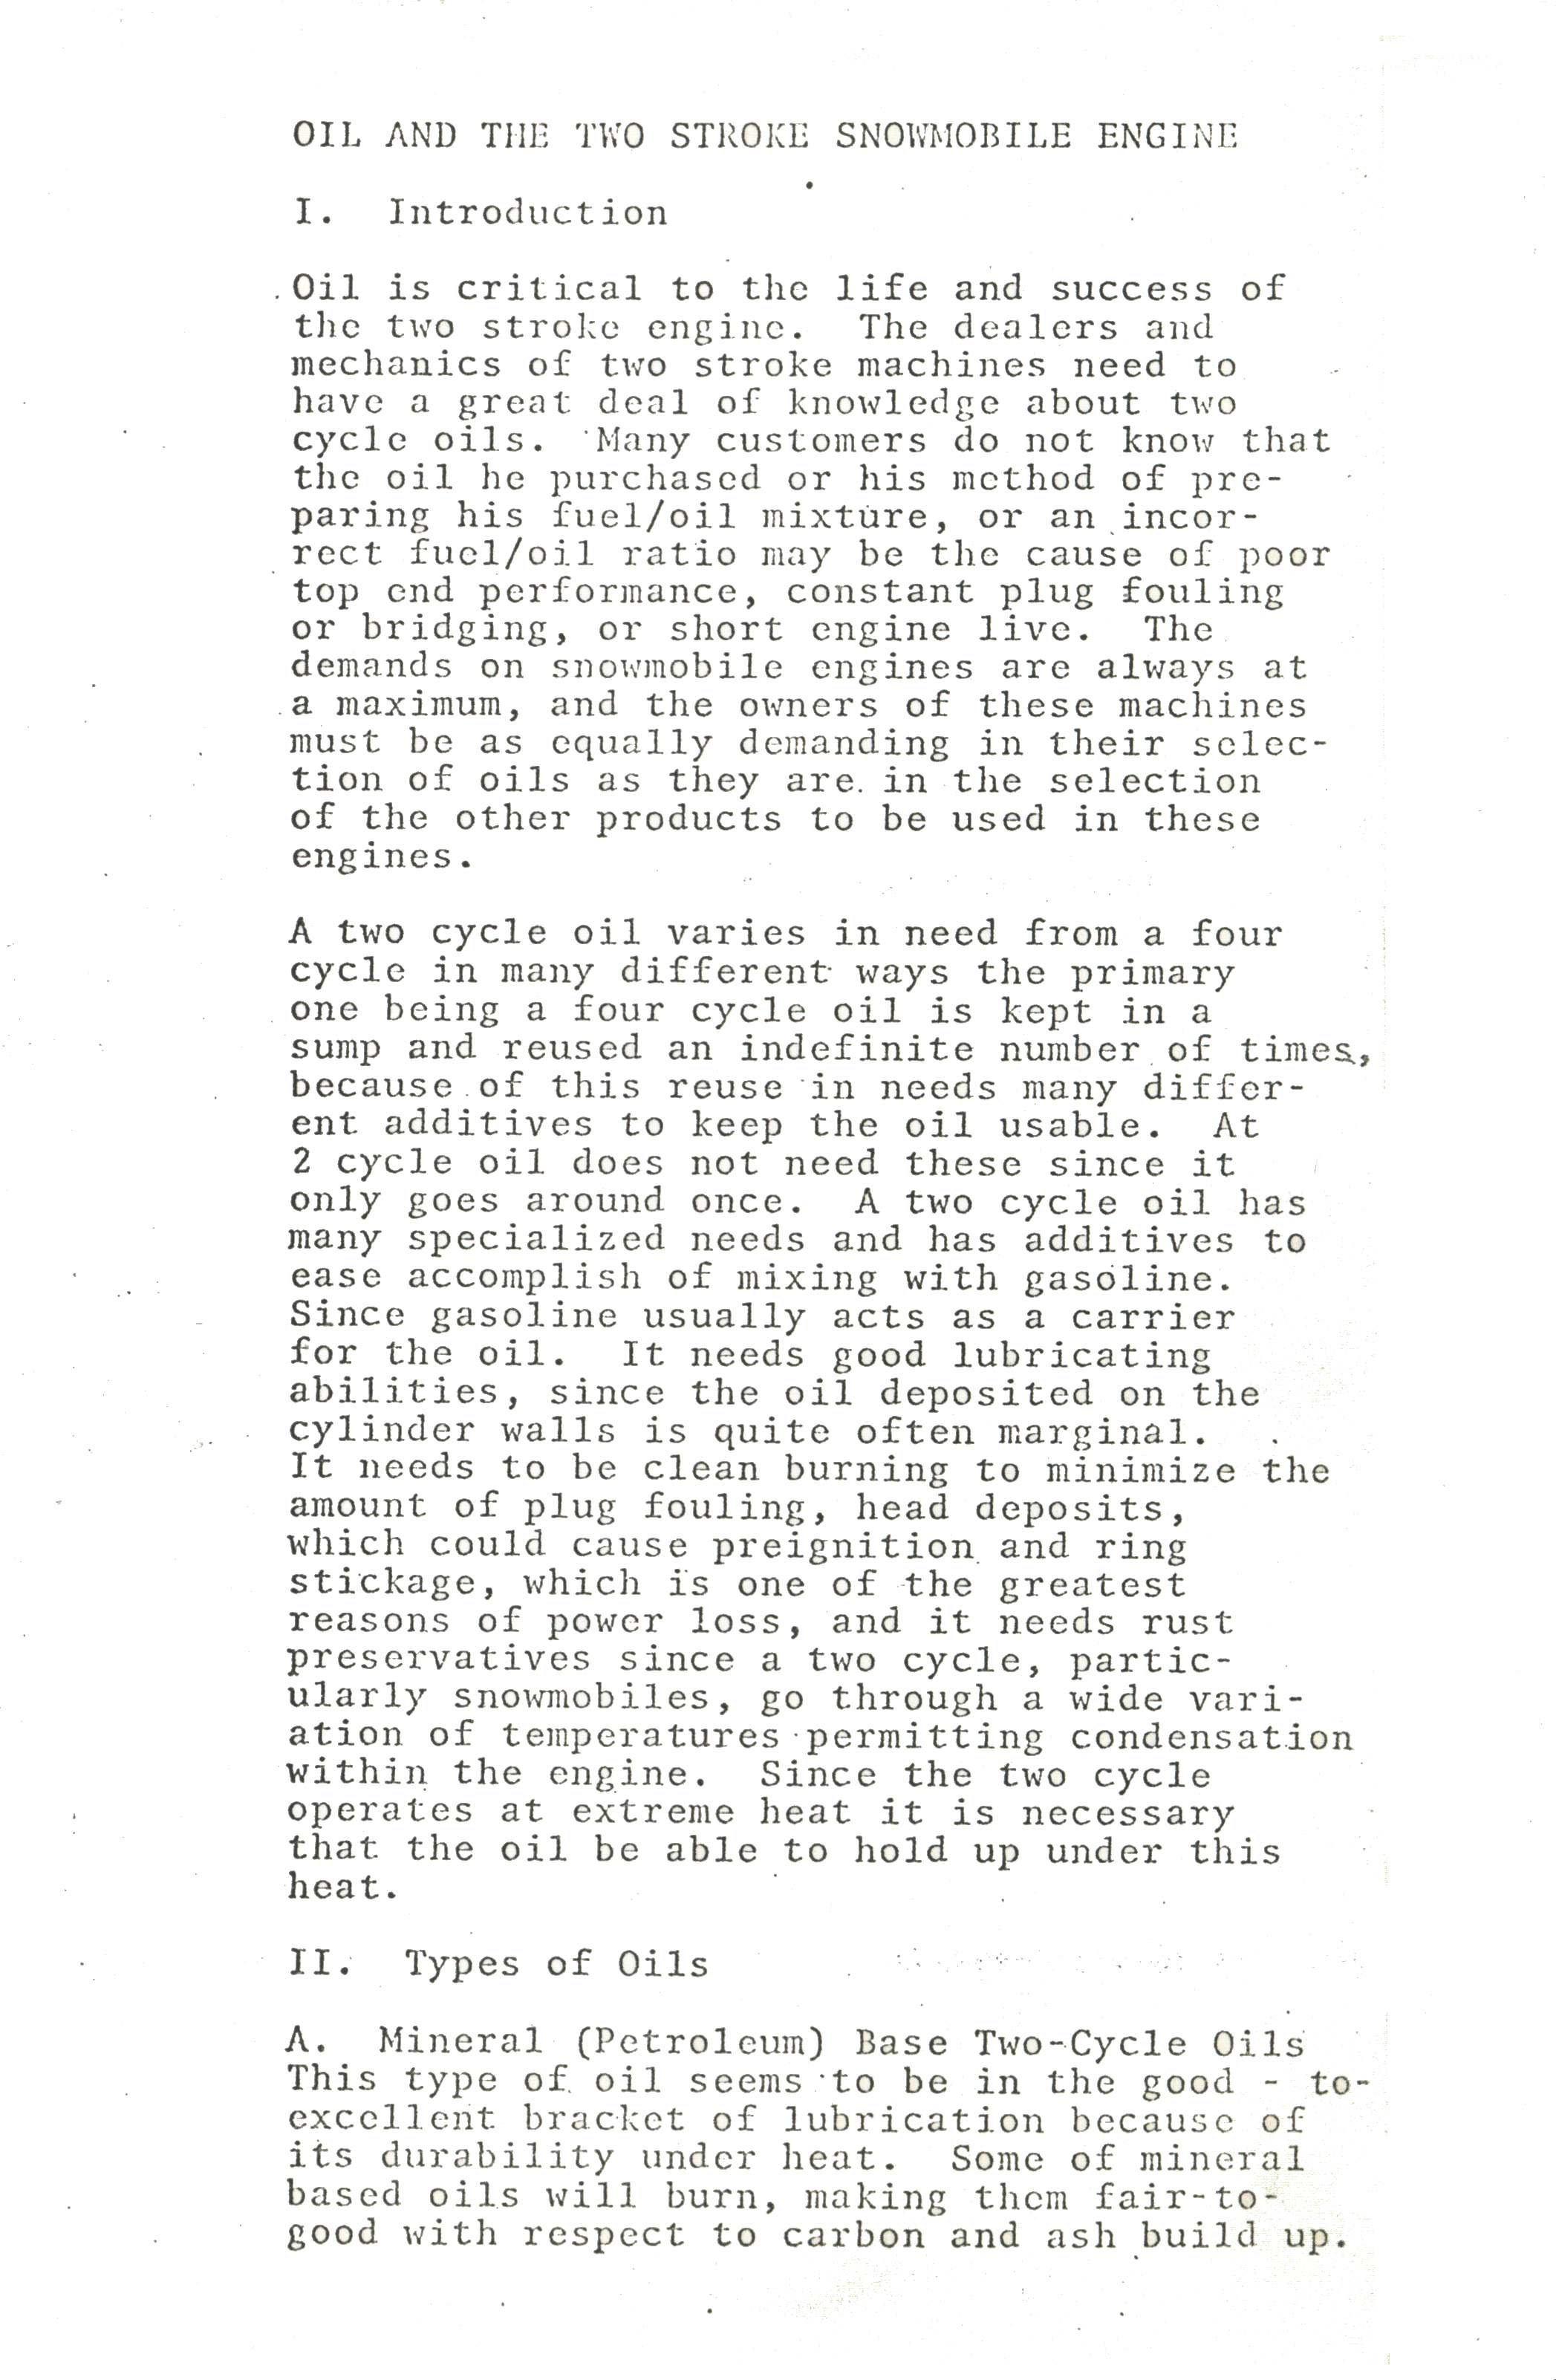 OIL AND THE TWO STROKE SNOWMOBILE ENGINE
I. Introduction
Oil is critical to the life and success of
the two stroke engine. The dealers and
mechanics of two stroke machines need to
have a great deal of knowledge about two
cycle oils. Many customers do not know that
the oil he purchased or his method of pre-
paring his fuel/oil mixture, or an incor-
rect fuel/oil ratio may be the cause of poor
top end performance, constant plug fouling
or bridging, or short engine live. The
demands on snowmobile engines are always at
a maximum, and the owners of these machines
must be as equally demanding in their selec-
tion of oils as they are in the selection
of the other products to be used in these
engines.
A two cycle oil varies in need from a four
cycle in many different ways the primary
one being a four cycle oil is kept in a
sump and reused an indefinite number of times,
because of this reuse in needs many differ-
ent additives to keep the oil usable. At
2 cycle oil does not need these since it
only goes around once. A two cycle oil has
many specialized needs and has additives to
ease accomplish of mixing with gasoline.
Since gasoline usually acts as a carrier
for the oil. It needs good lubricating
abilities, since the oil deposited on the
cylinder walls is quite often marginal.
It needs to be clean burning to minimize the
amount of plug fouling, head deposits,
which could cause preignition and ring
stickage, which is one of the greatest
reasons of power loss, and it needs rust
preservatives since a two cycle, partic-
ularly snowmobiles, go through a wide vari-
ation of temperatures permitting condensation
within the engine. Since the two cycle
operates at extreme heat it is necessary
that the oil be able to hold up under this
heat.
II. Types of Oils
A. Mineral (Petroleum) Base Two-Cycle Oils
This type of oil seems to be in the good - to-
excellent bracket of lubrication because of
its durability under heat. Some of mineral
based oils will burn, making them fair-to-
good with respect to carbon and ash build up.